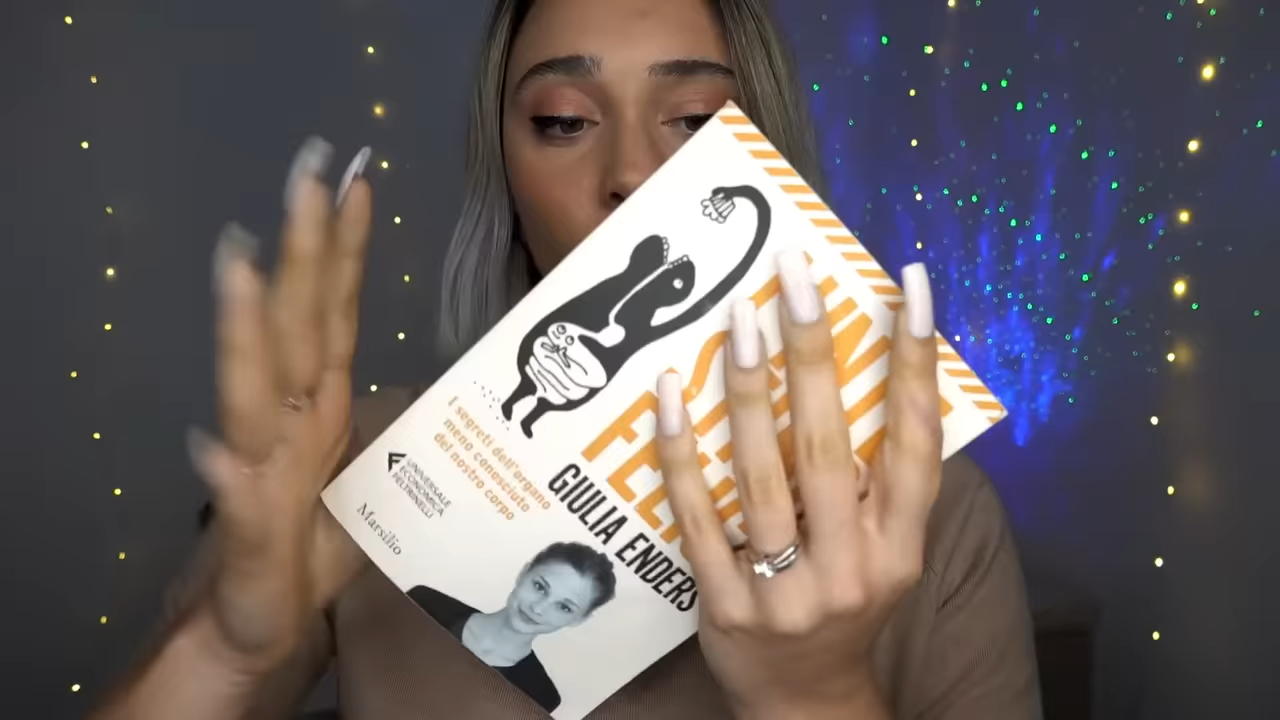 GIULIA ENDERS
I segreti dell'organo
meno conosciuto
del nostro corpo
UNIVERSALE
ECONOMICA
FELTRINELLI
Marsilio